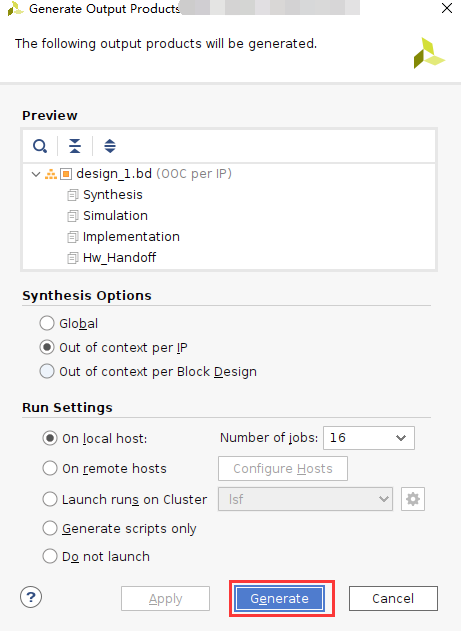 Generate Output Products
The following output products will be generated.
Preview
design_1.bd (OOC per IP)
Synthesis
Simulation
Implementation
Hw_Handoff
Synthesis Options
Global
Out of context per IP
Out of context per Block Design
Run Settings
On local host: Number of jobs: 16
On remote hosts Configure Hosts
Launch runs on Cluster lsf
Generate scripts only
Do not launch
? Apply Generate Cancel